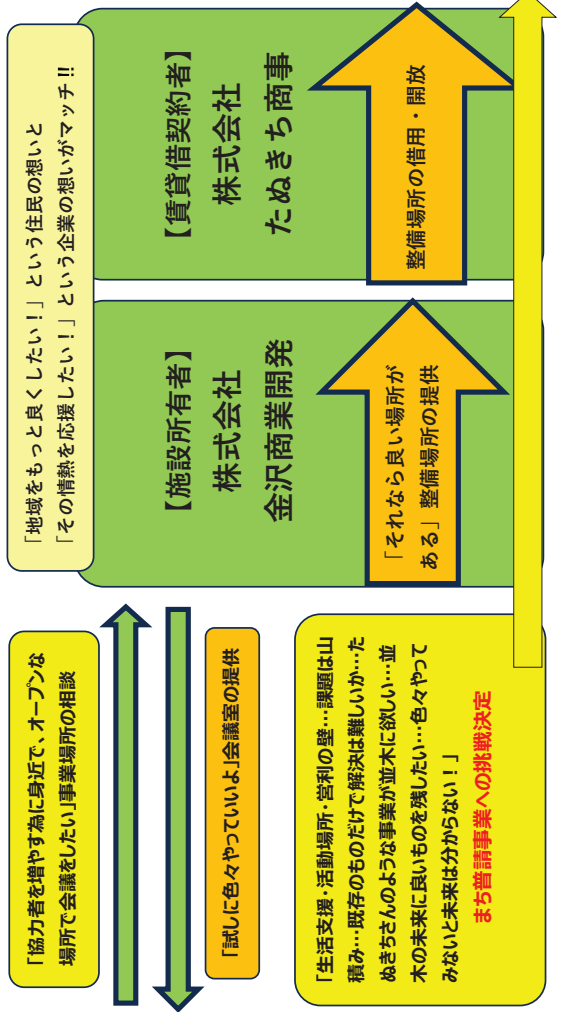 「協力者を増やす為に身近で、オープンな
場所で会議をしたい」事業場所の相談
「試しに色々やっていいよ」会議室の提供
「生活支援・活動場所・営利の壁…課題は山
積み…既存のものだけで解決は難しいか…た
ぬきちさんのような事業が並木に欲しい…並
木の未来に良いものを残したい…色々やって
みないと未来は分からない！」
まち普請事業への挑戦決定
「地域をもっと良くしたい！」という住民の想いと
「その情熱を応援したい！」という企業の想いがマッチ!!
【施設所有者】
株式会社
金沢商業開発
「それなら良い場所が
ある」整備場所の提供
【賃貸借契約者】
株式会社
たぬきち商事
整備場所の借用・開放